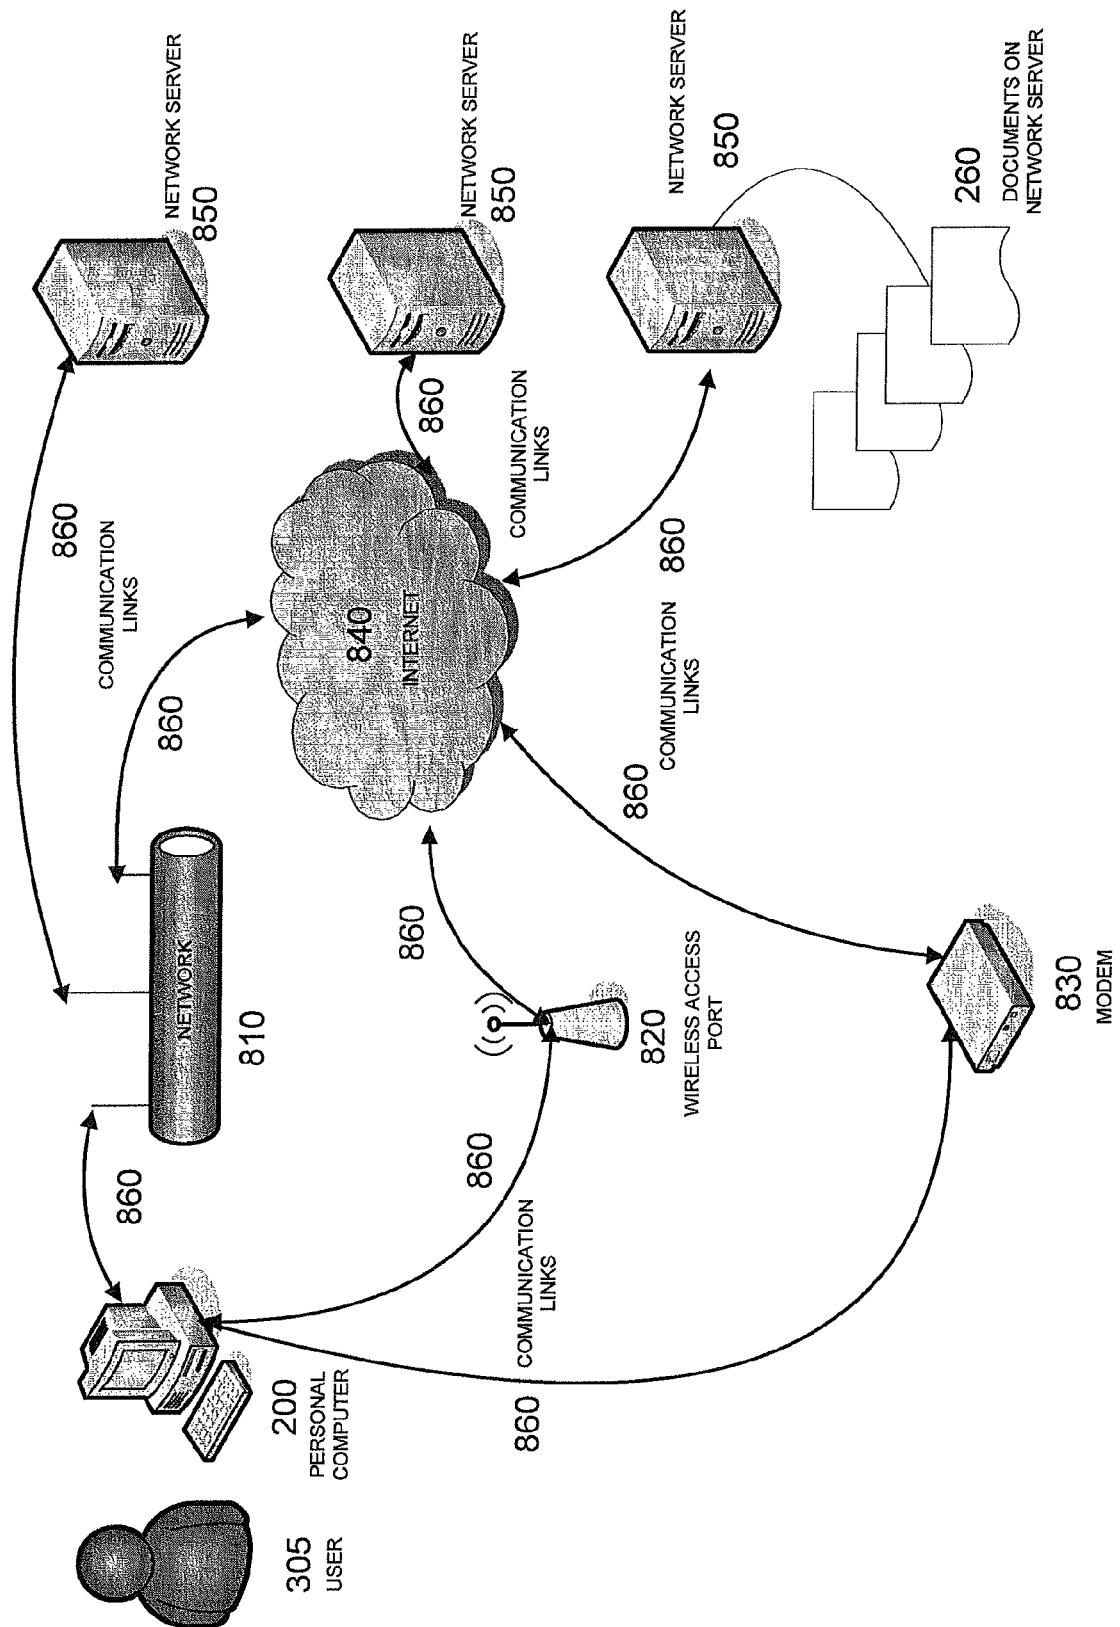 860
COMMUNICATION
LINKS
860
860
NETWORK SERVER
850
NETWORK
810
305
USER
200
PERSONAL
COMPUTER
840
INTERNET
860
860
NETWORK SERVER
850
COMMUNICATION
LINKS
860
COMMUNICATION
LINKS
860
820
WIRELESS ACCESS
PORT
860
COMMUNICATION
LINKS
860
NETWORK SERVER
850
260
DOCUMENTS ON
NETWORK SERVER
830
MODEM